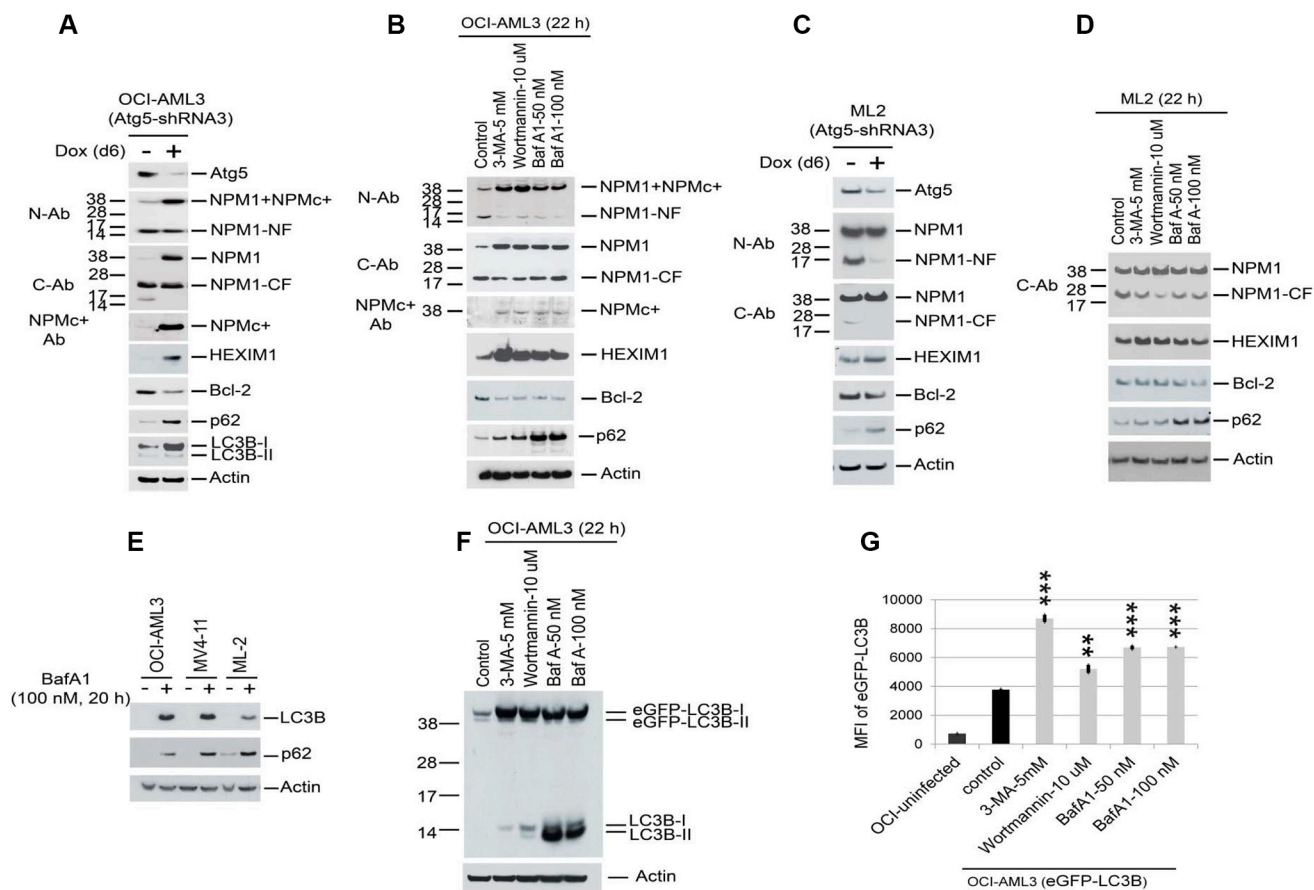 A
OCI-AML3
(Atg5-shRNA3)
Dox (d6) - +
Atg5
N-Ab
38
28
17
14
NPM1+NPMc+
NPM1-NF
C-Ab
38
28
17
14
NPM1
NPM1-CF
NPMc+
Ab
NPMc+
HEXIM1
Bcl-2
p62
LC3B-I
LC3B-II
Actin
B
OCI-AML3 (22 h)
Control
3-MA-5 mM
Wortmannin-10 uM
Baf A1-50 nM
Baf A1-100 nM
N-Ab
38
28
17
14
NPM1+NPMc+
NPM1-NF
C-Ab
38
28
17
NPM1
NPM1-CF
NPMc+
Ab
38
NPMc+
HEXIM1
Bcl-2
p62
Actin
C
ML2
(Atg5-shRNA3)
Dox (d6) - +
Atg5
N-Ab
38
28
17
NPM1
NPM1-NF
C-Ab
38
28
17
NPM1
NPM1-CF
HEXIM1
Bcl-2
p62
Actin
D
ML2 (22 h)
Control
3-MA-5 mM
Wortmannin-10 uM
Baf A-50 nM
Baf A-100 nM
C-Ab
38
28
17
NPM1
NPM1-CF
HEXIM1
Bcl-2
p62
Actin
E
OCI-AML3
MV4-11
ML-2
BafA1
(100 nM, 20 h)
- + - + - +
LC3B
p62
Actin
F
OCI-AML3 (22 h)
Control
3-MA-5 mM
Wortmannin-10 uM
Baf A-50 nM
Baf A-100 nM
38
28
17
14
eGFP-LC3B-I
eGFP-LC3B-II
LC3B-I
LC3B-II
Actin
G
MFI of eGFP-LC3B
10000
8000
6000
4000
2000
0
***
**
***
***
OCI-uninfected
control
3-MA-5mM
Wortmannin-10 uM
BafA1-50 nM
BafA1-100 nM
OCI-AML3 (eGFP-LC3B)